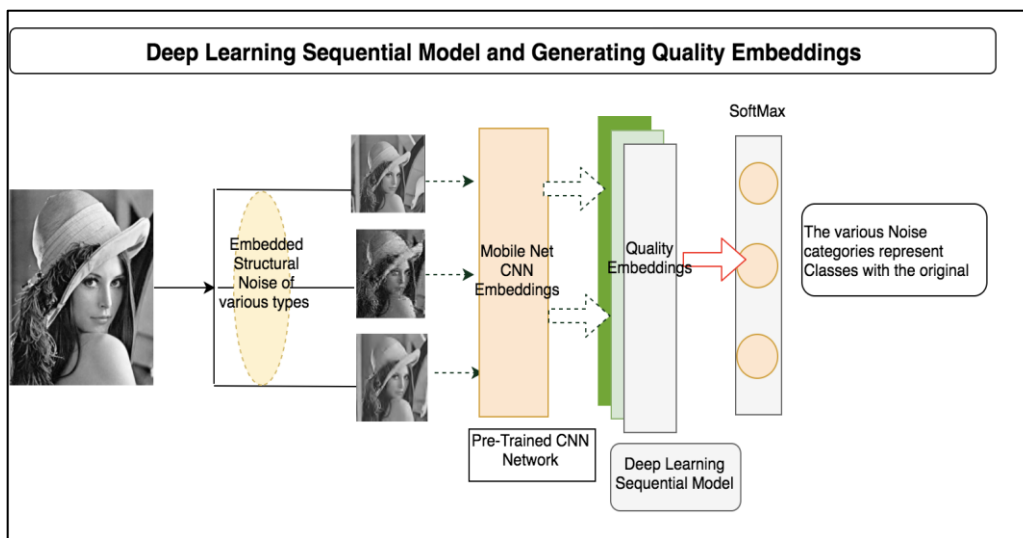 Deep Learning Sequential Model and Generating Quality Embeddings
SoftMax
Embedded
Structural
Noise of
various types
Mobile Net
CNN
Embeddings
Quality
Embeddings
The various Noise
categories represent
Classes with the original
Pre-Trained CNN
Network
Deep Learning
Sequential Model